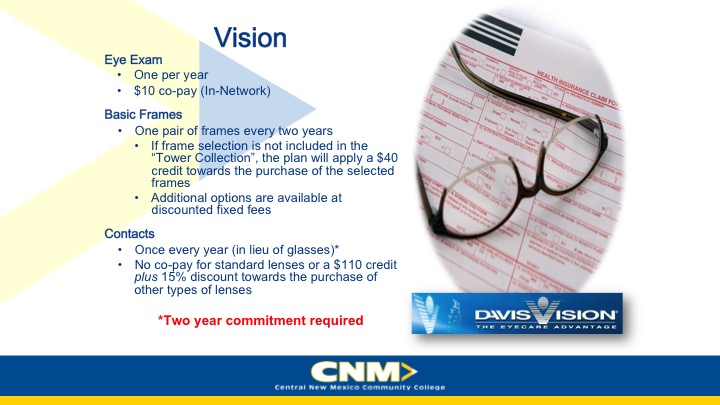 Vision
Eye Exam
• One per year
• $10 co-pay (In-Network)
Basic Frames
• One pair of frames every two years
• If frame selection is not included in the
“Tower Collection”, the plan will apply a $40
credit towards the purchase of the selected
frames
• Additional options are available at
discounted fixed fees
Contacts
• Once every year (in lieu of glasses)*
• No co-pay for standard lenses or a $110 credit
plus 15% discount towards the purchase of
other types of lenses
*Two year commitment required
HEALTH INSURANCE CLAIM FO
DAVIS VISION®
THE EYECARE ADVANTAGE
CNM
Central New Mexico Community College